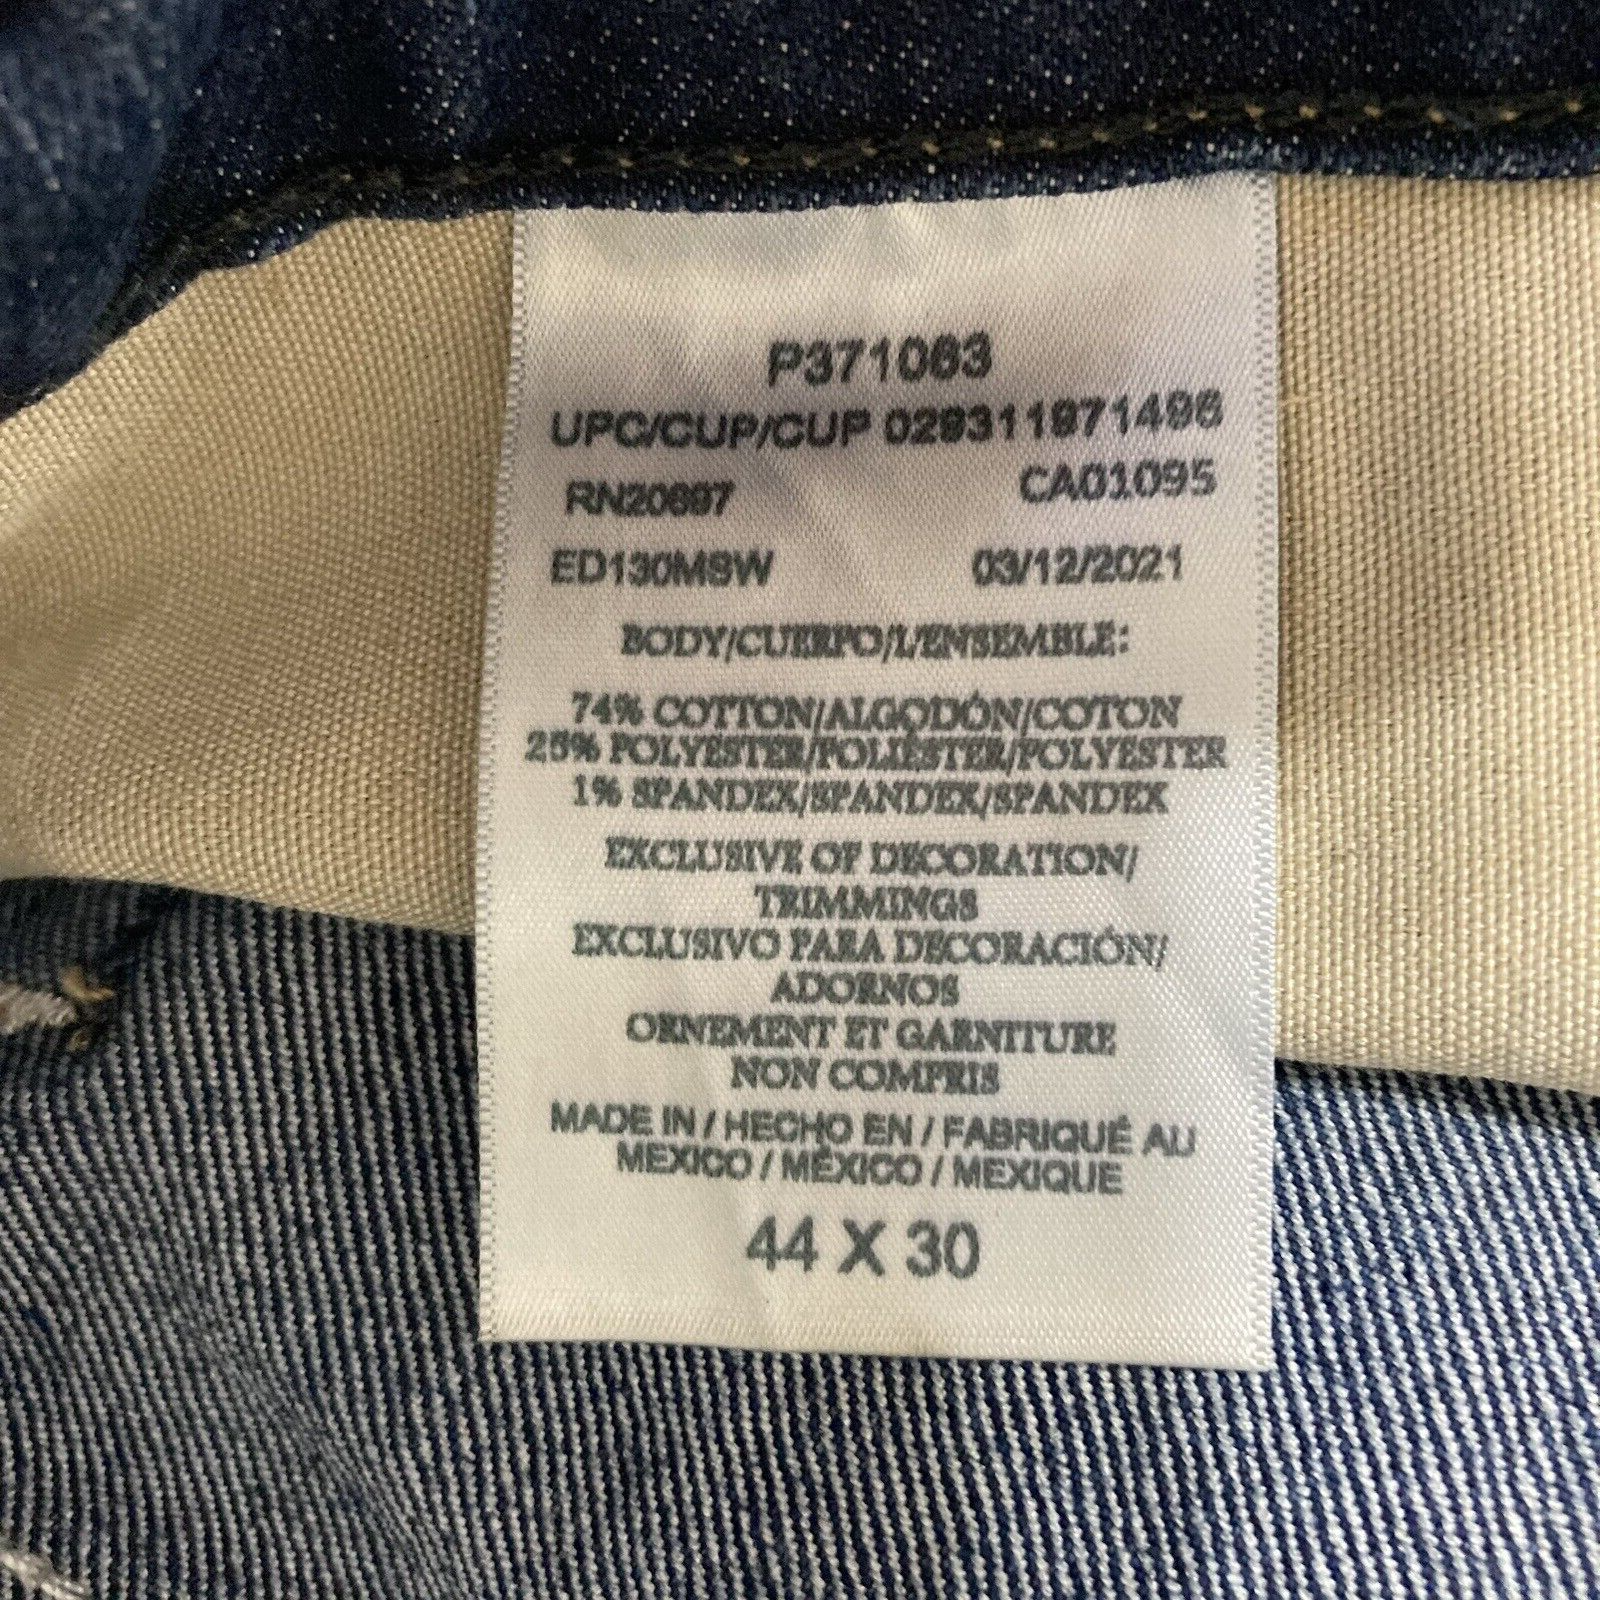 P371063
UPC/CUP/CUP 029311971496
RN20697 CA01095
ED130MSW 03/12/2021
BODY/CUERPO/L'ENSEMBLE:
74% COTTON/ALGODÓN/COTON
25% POLYESTER/POLIÉSTER/POLYESTER
1% SPANDEX/SPANDEX/SPANDEX
EXCLUSIVE OF DECORATION/
TRIMMINGS
EXCLUSIVO PARA DECORACIÓN/
ADORNOS
ORNEMENT ET GARNITURE
NON COMPRIS
MADE IN / HECHO EN / FABRIQUÉ AU
MEXICO / MÉXICO / MEXIQUE
44 X 30